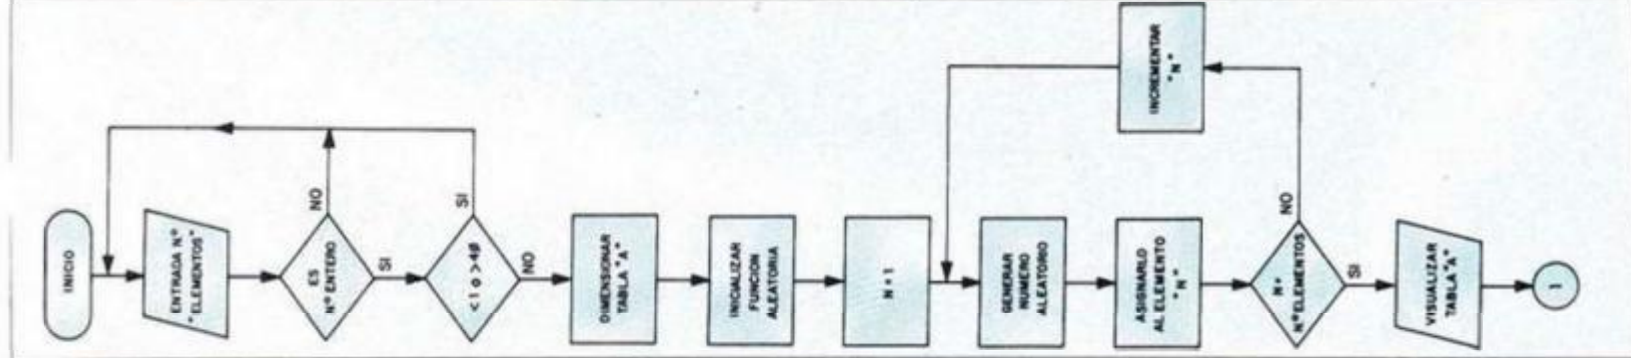 INICIO
ENTRADA Nº
"ELEMENTOS"
ES
Nº ENTERO
NO
SI
< 1 o > 40
SI
NO
DIMENSIONAR
TABLA "A"
INICIALIZAR
FUNCION
ALEATORIA
N = 1
GENERAR
NUMERO
ALEATORIO
ASIGNARLO
AL ELEMENTO
"N"
N=
Nº ELEMENTOS
NO
INCREMENTAR
"N"
SI
VISUALIZAR
TABLA "A"
1